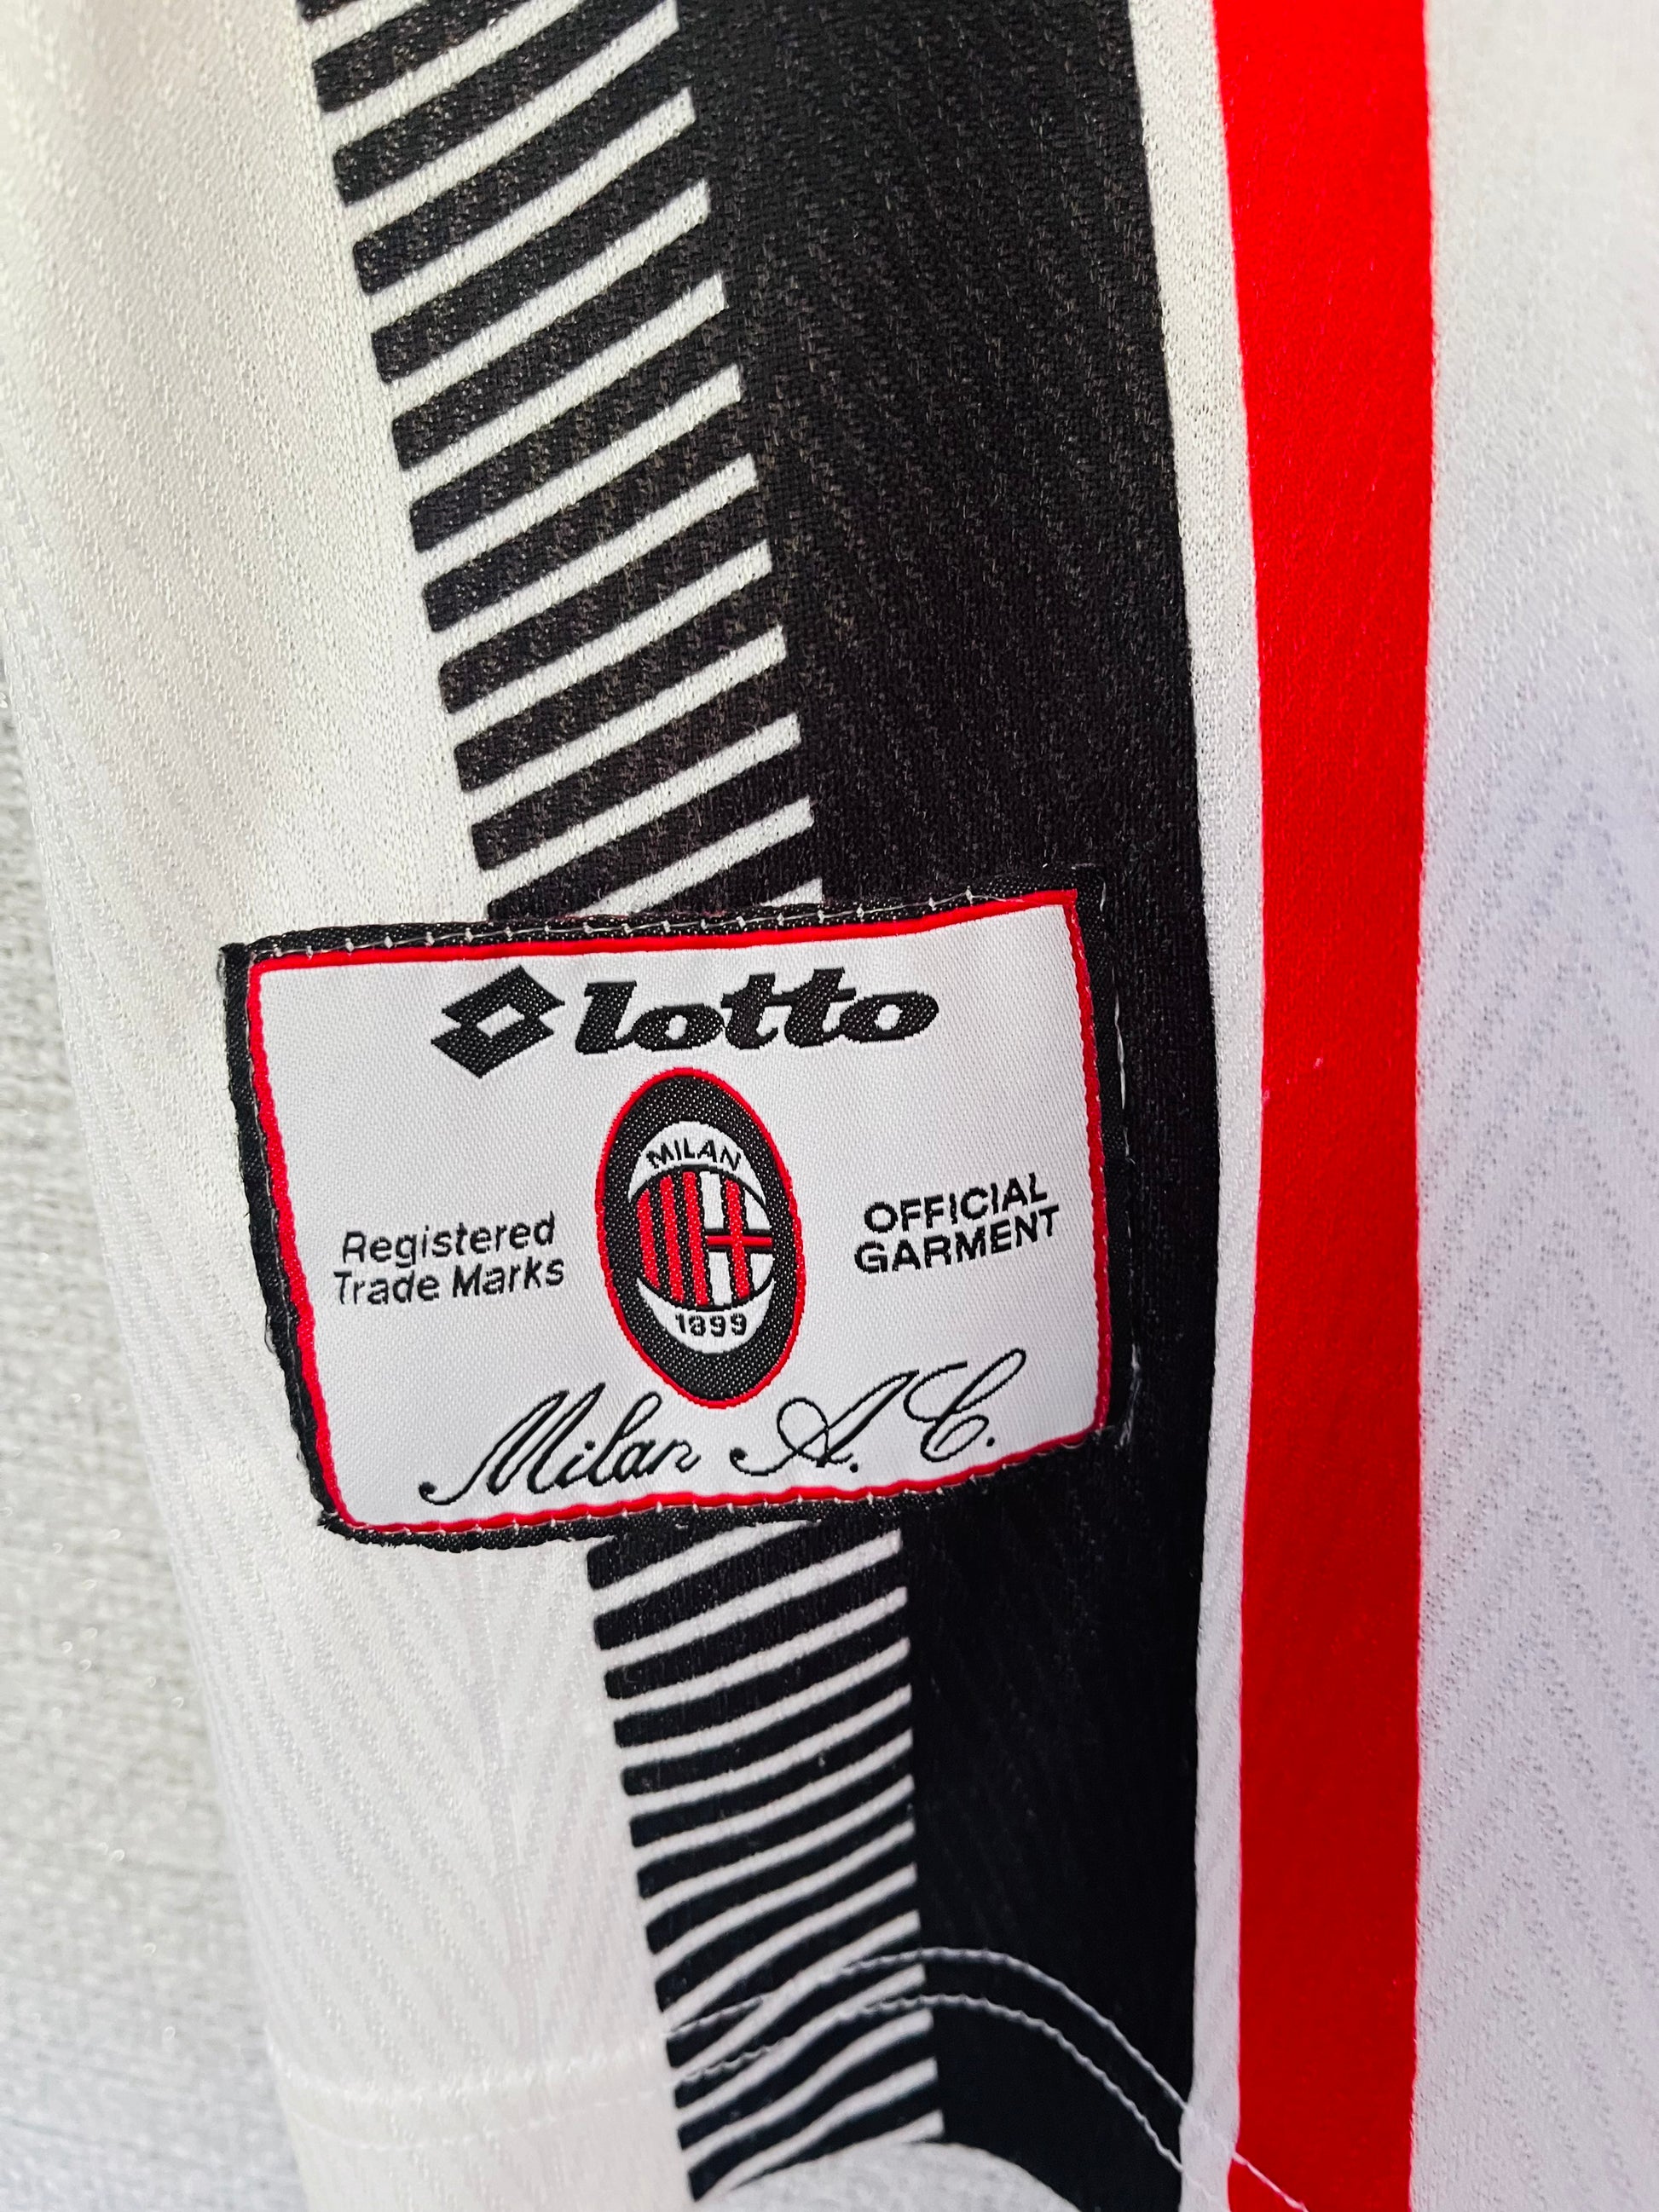 lotto
MILAN
1899
Registered
Trade Marks
OFFICIAL
GARMENT
Milan A.C.